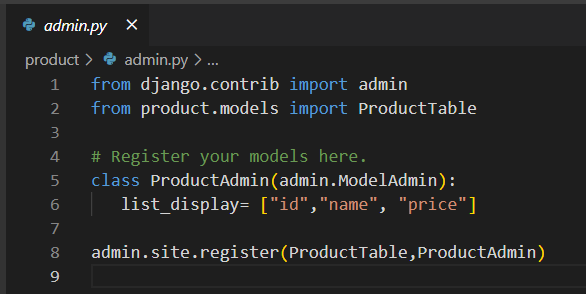 admin.py ×
product > admin.py > ...
1 from django.contrib import admin
2 from product.models import ProductTable
3
4 # Register your models here.
5 class ProductAdmin(admin.ModelAdmin):
6     list_display= ["id","name", "price"]
7
8 admin.site.register(ProductTable,ProductAdmin)
9